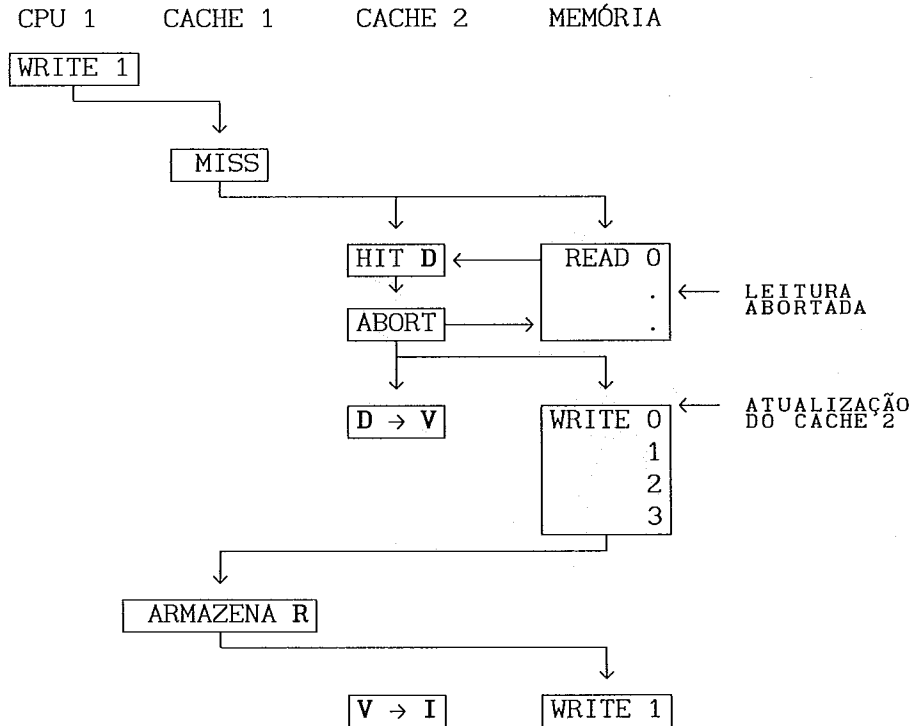 CPU 1 CACHE 1 CACHE 2 MEMÓRIA
WRITE 1
MISS
HIT D READ 0
.
LEITURA
ABORTADA
ABORT .
D → V WRITE 0
ATUALIZAÇÃO
DO CACHE 2
1
2
3
ARMAZENA R
V → I WRITE 1